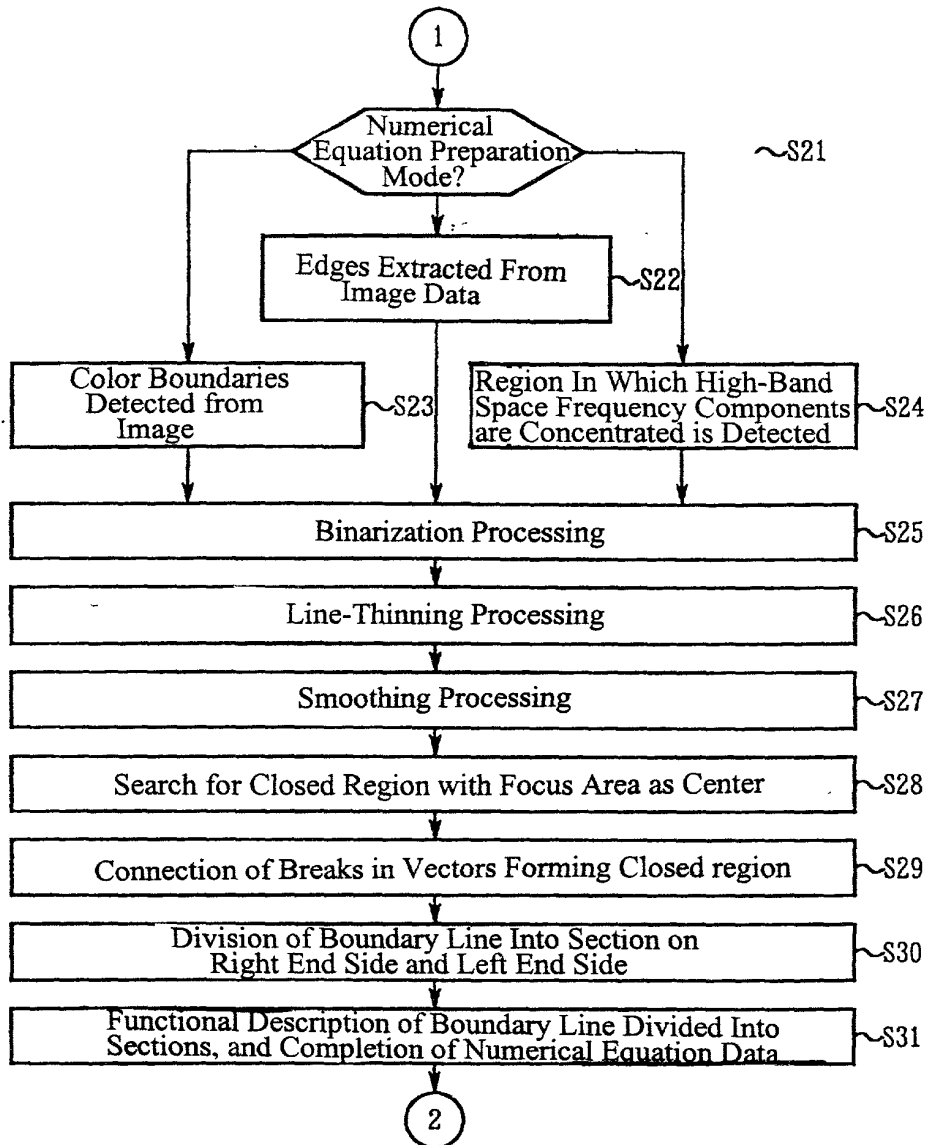 1
Numerical
Equation Preparation
Mode?
~S21
Edges Extracted From
Image Data
~S22
Color Boundaries
Detected from
Image
~S23
Region In Which High-Band
Space Frequency Components
are Concentrated is Detected
~S24
Binarization Processing
~S25
Line-Thinning Processing
~S26
Smoothing Processing
~S27
Search for Closed Region with Focus Area as Center
~S28
Connection of Breaks in Vectors Forming Closed region
~S29
Division of Boundary Line Into Section on
Right End Side and Left End Side
~S30
Functional Description of Boundary Line Divided Into
Sections, and Completion of Numerical Equation Data
~S31
2